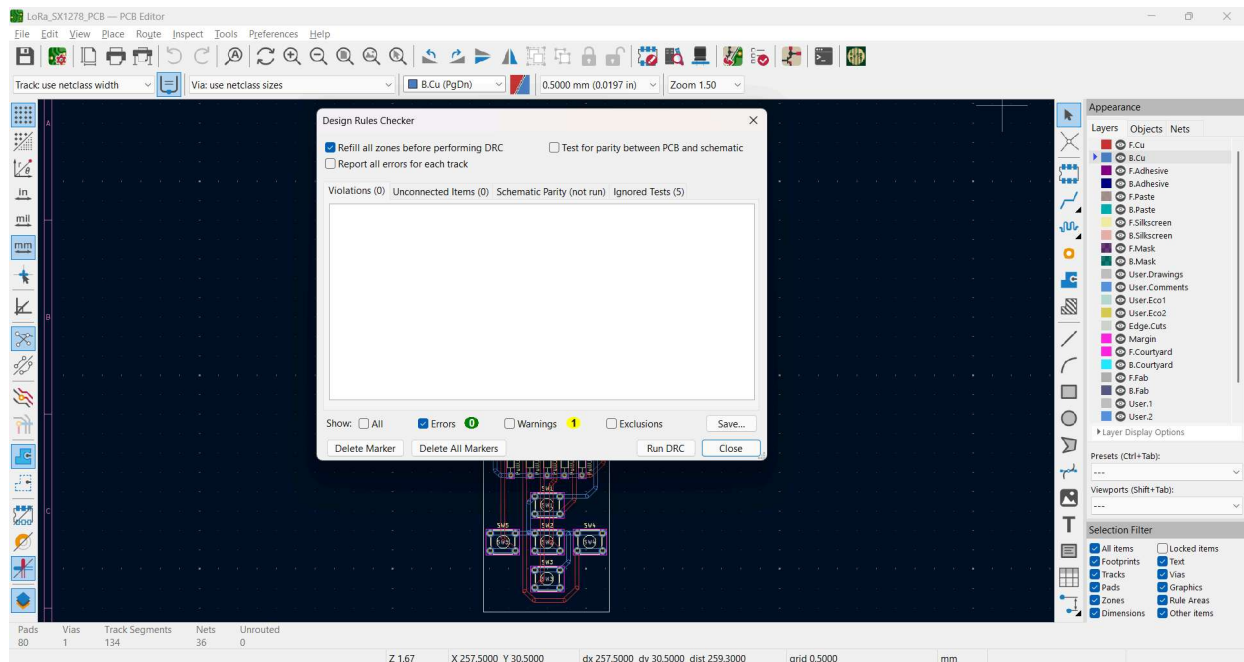 LoRa_SX1278_PCB — PCB Editor
File Edit View Place Route Inspect Tools Preferences Help
Track: use netclass width Via: use netclass sizes B.Cu (PgDn) 0.5000 mm (0.0197 in) Zoom 1.50
in
mil
mm
A
B
C
Design Rules Checker
Refill all zones before performing DRC Test for parity between PCB and schematic
Report all errors for each track
Violations (0) Unconnected Items (0) Schematic Parity (not run) Ignored Tests (5)
Show: All Errors 0 Warnings 1 Exclusions Save...
Delete Marker Delete All Markers Run DRC Close
SW1
SW5 SW2 SW4
SW3
Appearance
Layers Objects Nets
F.Cu
B.Cu
F.Adhesive
B.Adhesive
F.Paste
B.Paste
F.Silkscreen
B.Silkscreen
F.Mask
B.Mask
User.Drawings
User.Comments
User.Eco1
User.Eco2
Edge.Cuts
Margin
F.Courtyard
B.Courtyard
F.Fab
B.Fab
User.1
User.2
Layer Display Options
Presets (Ctrl+Tab):
---
Viewports (Shift+Tab):
---
Selection Filter
All items Locked items
Footprints Text
Tracks Vias
Pads Graphics
Zones Rule Areas
Dimensions Other items
Pads Vias Track Segments Nets Unrouted
80 1 134 36 0
Z 1.67 X 257.5000 Y 30.5000 dx 257.5000 dy 30.5000 dist 259.3000 grid 0.5000 mm